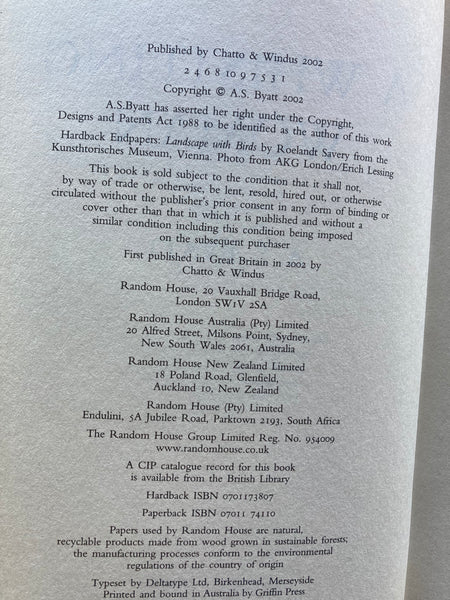 Published by Chatto & Windus 2002
2 4 6 8 10 9 7 5 3 1
Copyright © A.S. Byatt 2002
A.S.Byatt has asserted her right under the Copyright,
Designs and Patents Act 1988 to be identified as the author of this work
Hardback Endpapers: Landscape with Birds by Roelandt Savery from the
Kunsthtorisches Museum, Vienna. Photo from AKG London/Erich Lessing
This book is sold subject to the condition that it shall not,
by way of trade or otherwise, be lent, resold, hired out, or otherwise
circulated without the publisher's prior consent in any form of binding or
cover other than that in which it is published and without a
similar condition including this condition being imposed
on the subsequent purchaser
First published in Great Britain in 2002 by
Chatto & Windus
Random House, 20 Vauxhall Bridge Road,
London SW1V 2SA
Random House Australia (Pty) Limited
20 Alfred Street, Milsons Point, Sydney,
New South Wales 2061, Australia
Random House New Zealand Limited
18 Poland Road, Glenfield,
Auckland 10, New Zealand
Random House (Pty) Limited
Endulini, 5A Jubilee Road, Parktown 2193, South Africa
The Random House Group Limited Reg. No. 954009
www.randomhouse.co.uk
A CIP catalogue record for this book
is available from the British Library
Hardback ISBN 0701173807
Paperback ISBN 07011 74110
Papers used by Random House are natural,
recyclable products made from wood grown in sustainable forests;
the manufacturing processes conform to the environmental
regulations of the country of origin
Typeset by Deltatype Ltd, Birkenhead, Merseyside
Printed and bound in Australia by Griffin Press